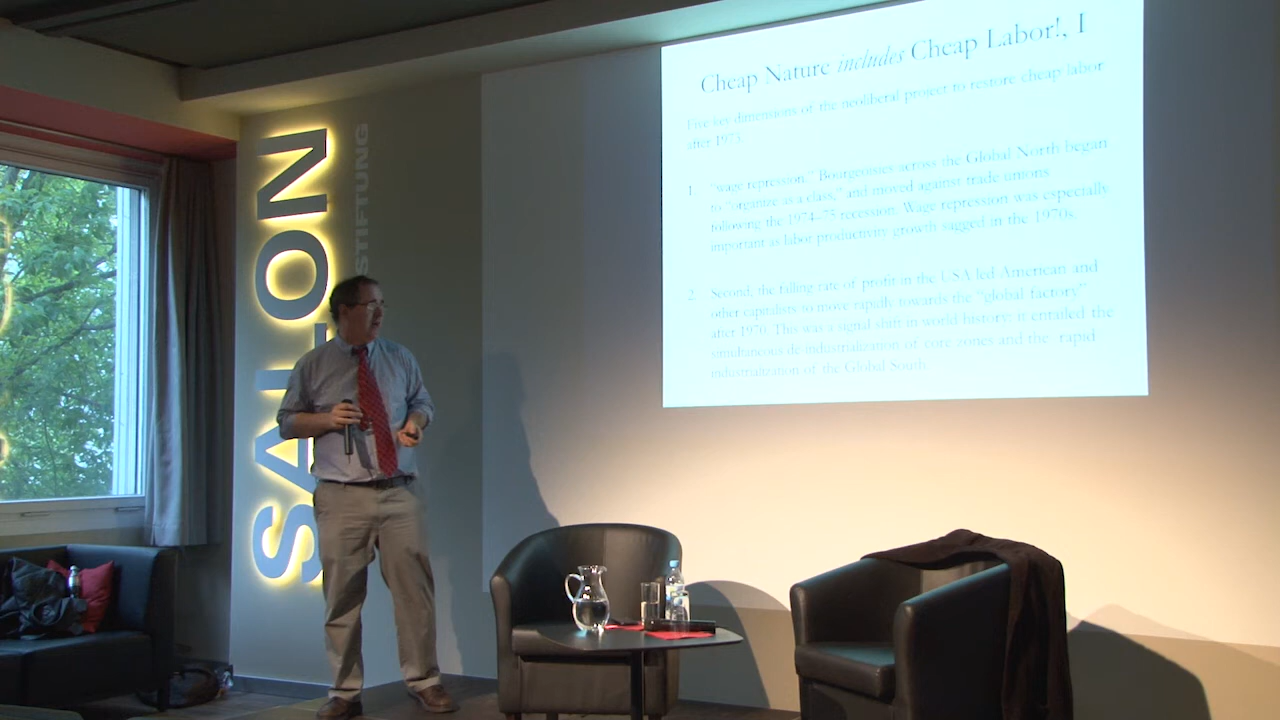 SALON
STIFTUNG
Cheap Nature includes Cheap Labor!, I
Five key dimensions of the neoliberal project to restore cheap labor
after 1973.
1. "wage repression." Bourgeoisies across the Global North began
to "organize as a class," and moved against trade unions
following the 1974-75 recession. Wage repression was especially
important as labor productivity growth sagged in the 1970s.
2. Second, the falling rate of profit in the USA led American and
other capitalists to move rapidly towards the "global factory"
after 1970. This was a signal shift in world history; it entailed the
simultaneous de-industrialization of core zones and the rapid
industrialization of the Global South.